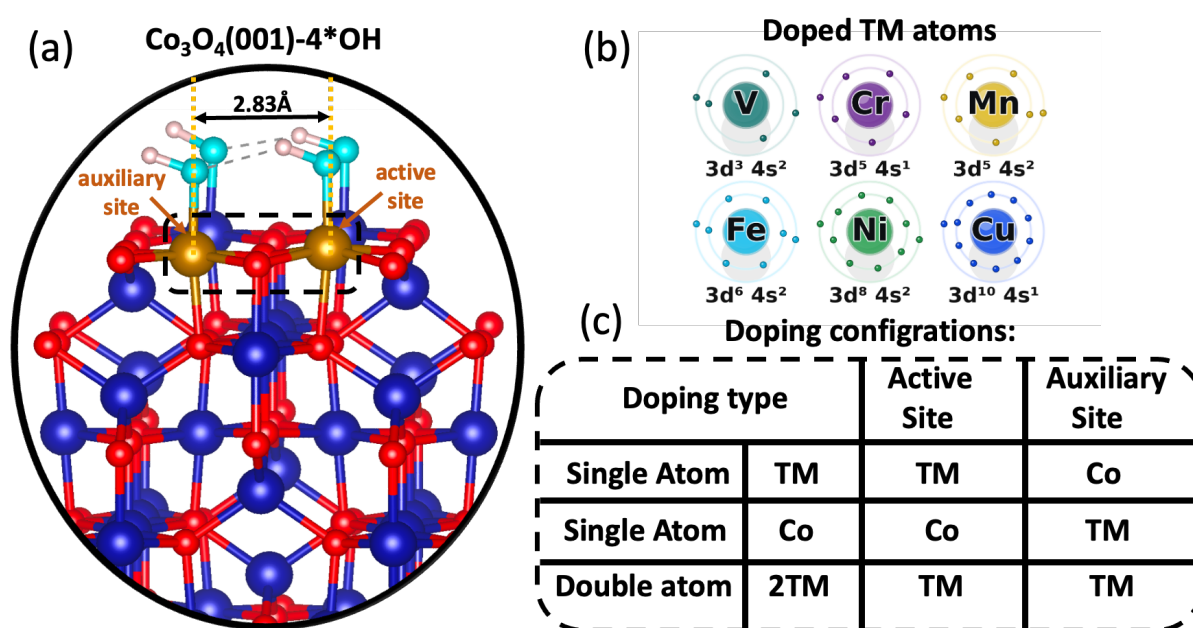 (a)
Co₃O₄(001)-4*OH
2.83Å
auxiliary
site
active
site
(b)
Doped TM atoms
V Cr Mn
3d³ 4s² 3d⁵ 4s¹ 3d⁵ 4s²
Fe Ni Cu
3d⁶ 4s² 3d⁸ 4s² 3d¹⁰ 4s¹
(c)
Doping configrations:
Doping type Active Auxiliary
Site Site
Single Atom TM TM Co
Single Atom Co Co TM
Double atom 2TM TM TM